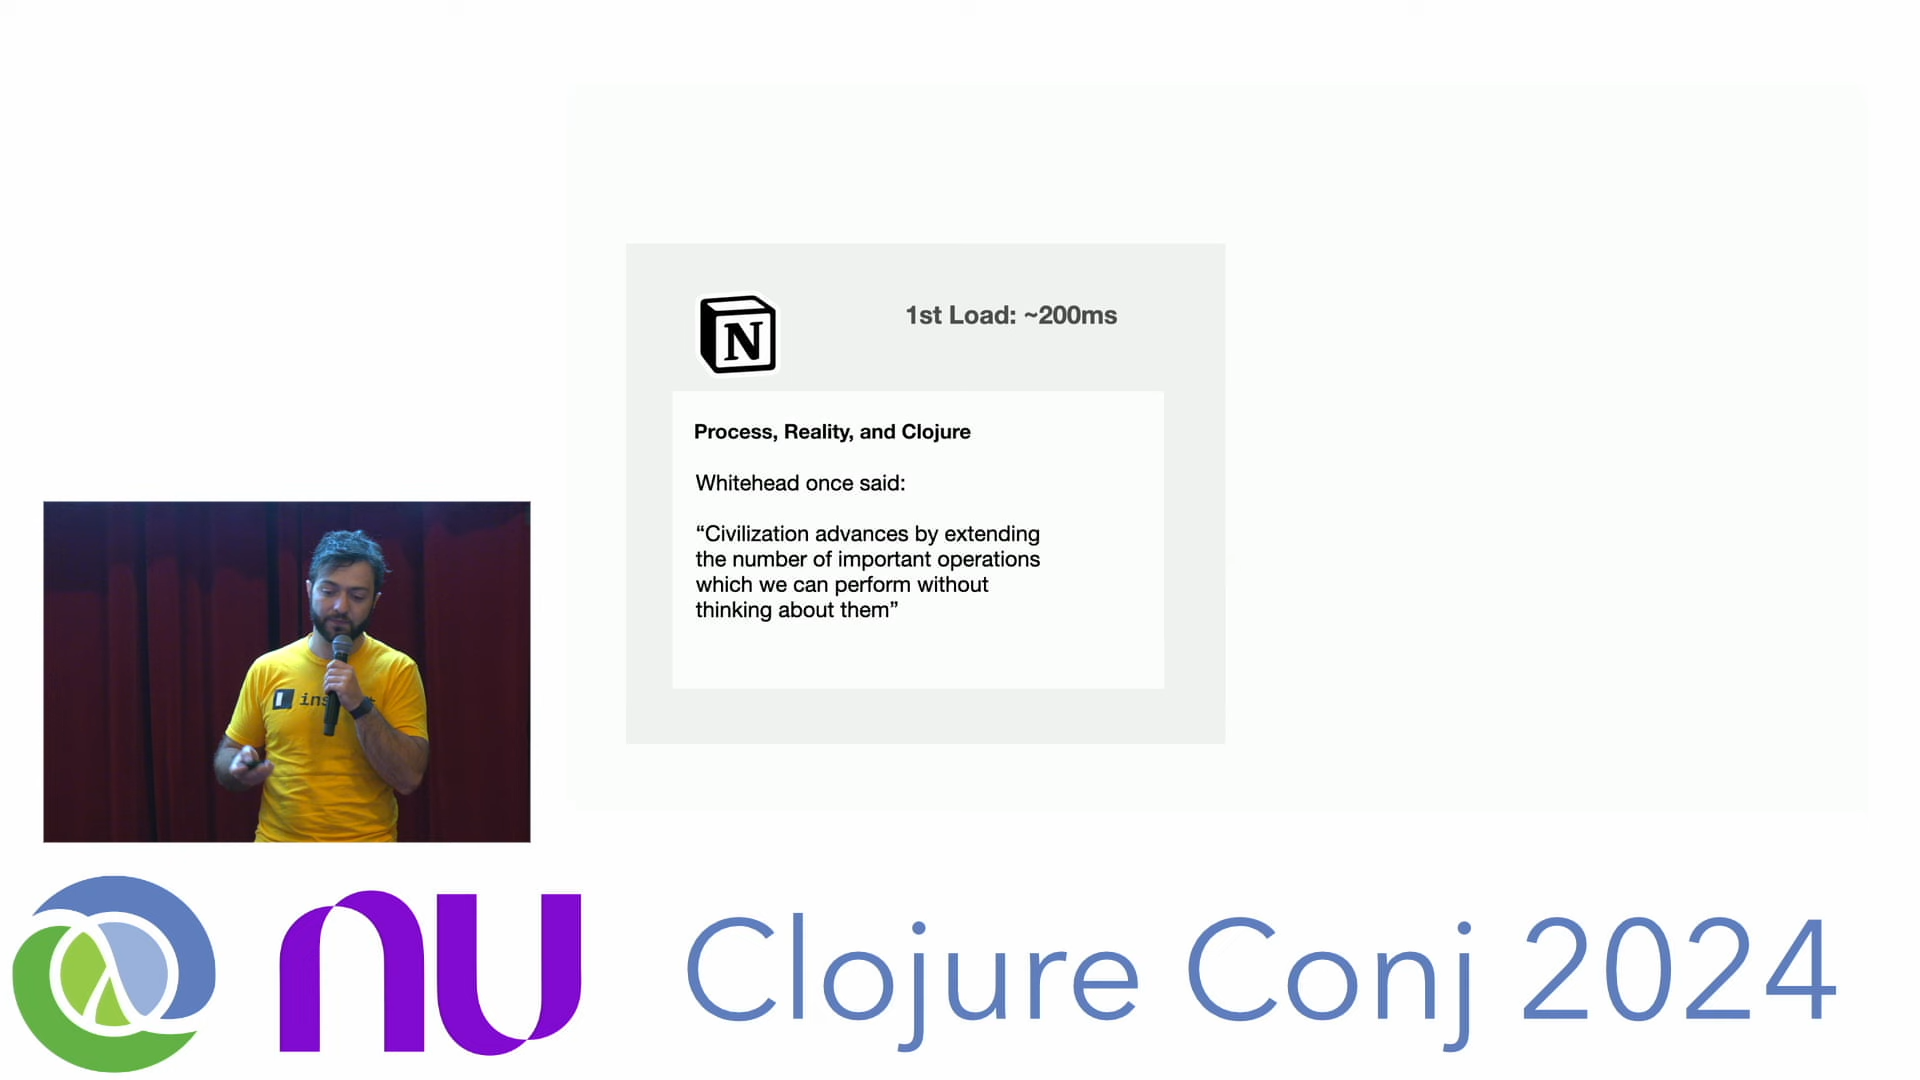 N
1st Load: ~200ms
Process, Reality, and Clojure
Whitehead once said:
“Civilization advances by extending
the number of important operations
which we can perform without
thinking about them”
nu
Clojure Conj 2024